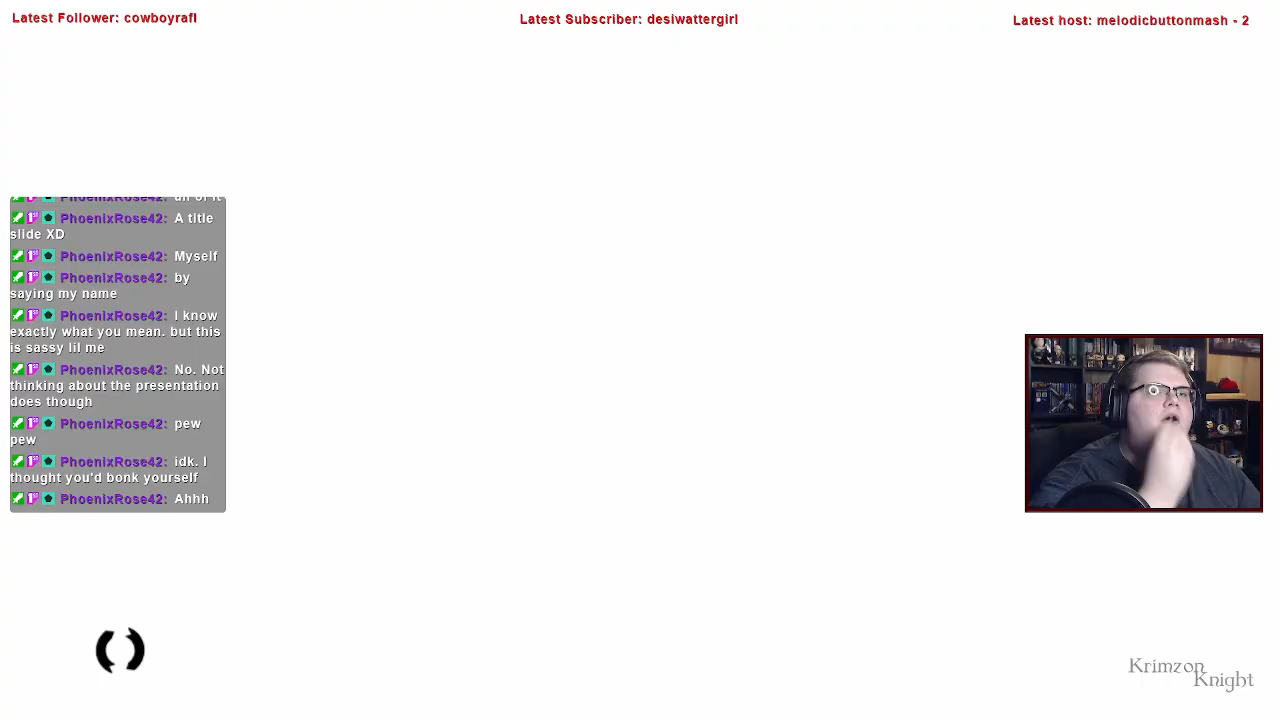 Latest Follower: cowboyrafl
Latest Subscriber: desiwattergirl
Latest host: melodicbuttonmash - 2
PhoenixRose42:
PhoenixRose42: A title
slide XD
PhoenixRose42: Myself
PhoenixRose42: by
saying my name
PhoenixRose42: I know
exactly what you mean. but this
is sassy lil me
PhoenixRose42: No. Not
thinking about the presentation
does though
PhoenixRose42: pew
pew
PhoenixRose42: idk. I
thought you'd bonk yourself
PhoenixRose42: Ahhh
Krimzon
Knight